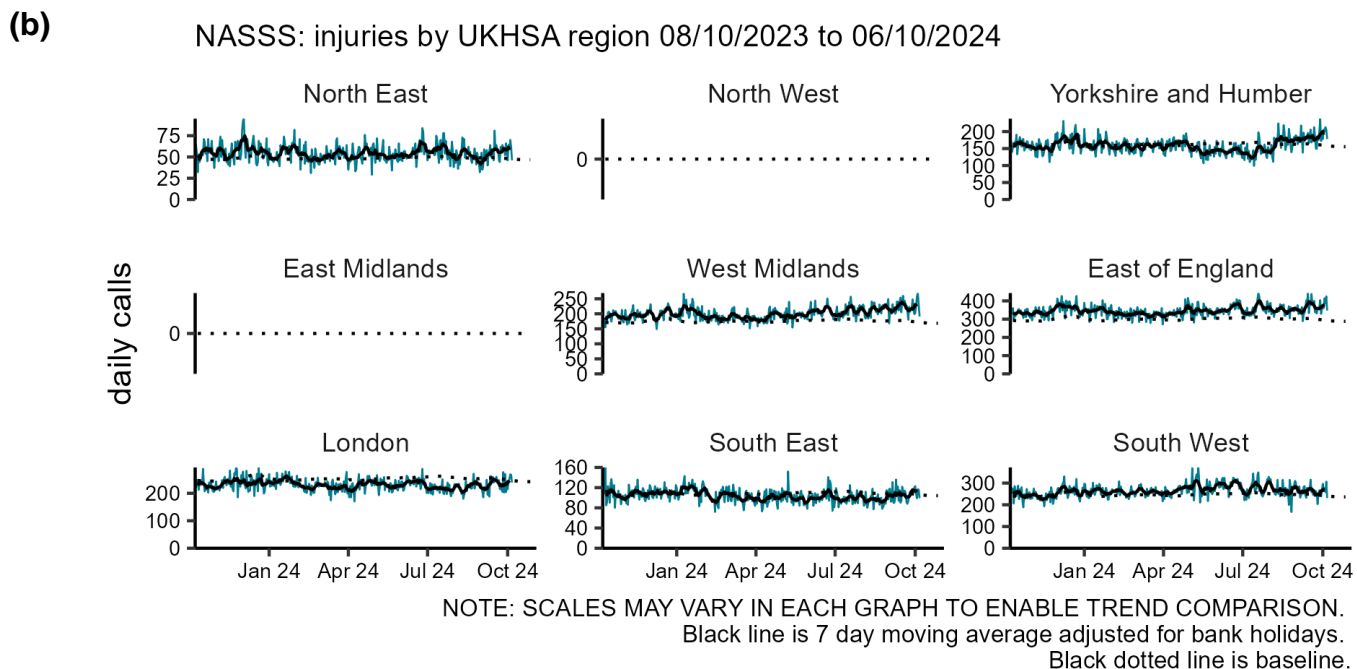 (b)
NASSS: injuries by UKHSA region 08/10/2023 to 06/10/2024
North East
North West
Yorkshire and Humber
75
50
25
0
0
200
150
100
50
0
East Midlands
West Midlands
East of England
daily calls
0
250
200
150
100
50
0
400
300
200
100
0
London
South East
South West
200
100
0
160
120
80
40
0
300
200
100
0
Jan 24 Apr 24 Jul 24 Oct 24
Jan 24 Apr 24 Jul 24 Oct 24
Jan 24 Apr 24 Jul 24 Oct 24
NOTE: SCALES MAY VARY IN EACH GRAPH TO ENABLE TREND COMPARISON.
Black line is 7 day moving average adjusted for bank holidays.
Black dotted line is baseline.